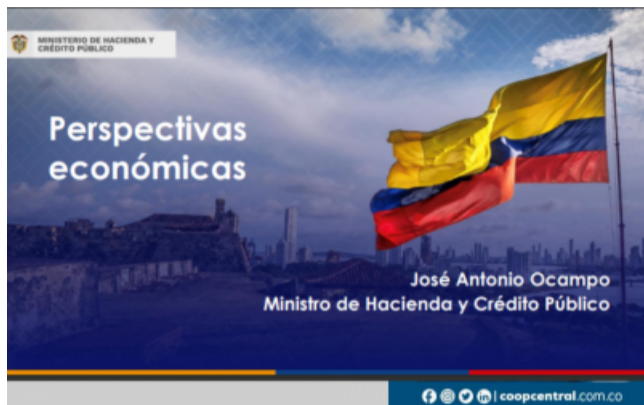 MINISTERIO DE HACIENDA Y
CRÉDITO PÚBLICO
Perspectivas
económicas
José Antonio Ocampo
Ministro de Hacienda y Crédito Público
coopcentral.com.co